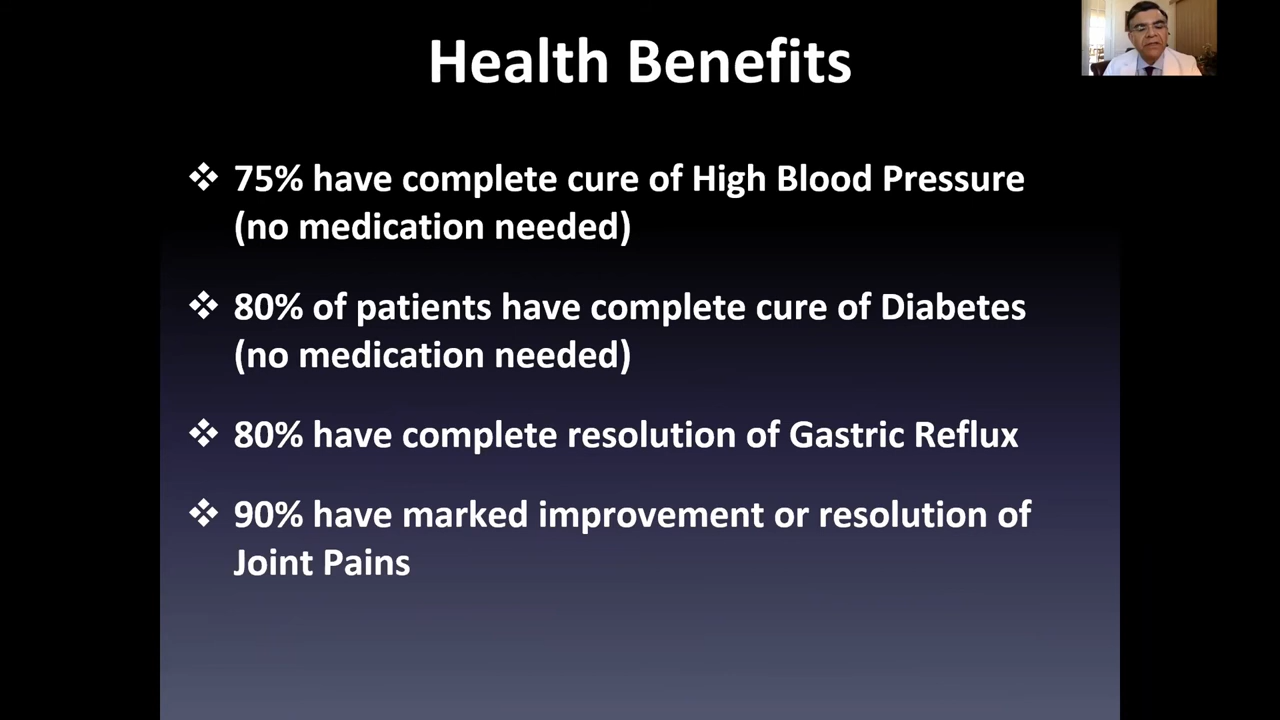 Health Benefits
❖ 75% have complete cure of High Blood Pressure
(no medication needed)
❖ 80% of patients have complete cure of Diabetes
(no medication needed)
❖ 80% have complete resolution of Gastric Reflux
❖ 90% have marked improvement or resolution of
Joint Pains